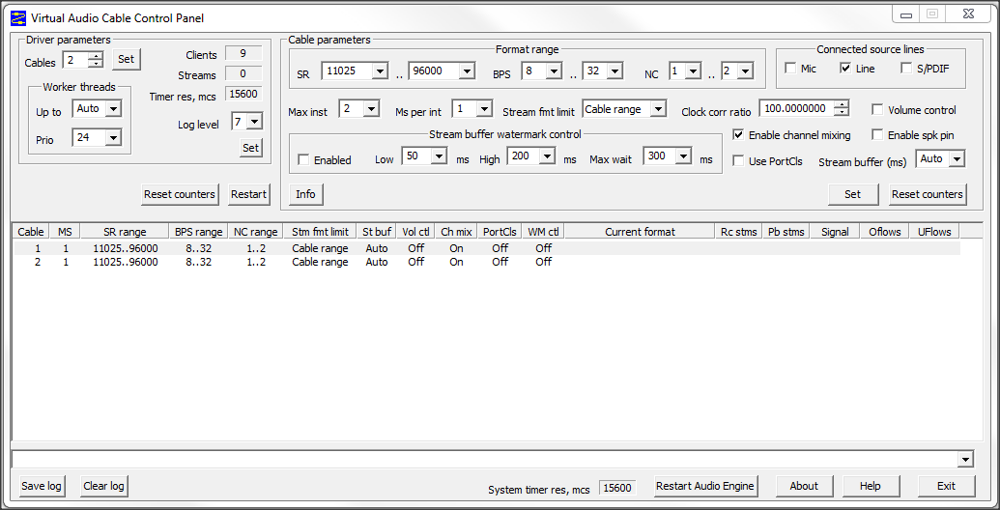 Virtual Audio Cable Control Panel
Driver parameters
Cables 2 Set
Clients 9
Streams 0
Timer res, mcs 15600
Log level 7
Set
Worker threads
Up to Auto
Prio 24
Reset counters Restart
Cable parameters
Format range
SR 11025 .. 96000 BPS 8 .. 32 NC 1 .. 2
Connected source lines
Mic Line S/PDIF
Max inst 2 Ms per int 1 Stream fmt limit Cable range Clock corr ratio 100.0000000 Volume control
Stream buffer watermark control
Enabled Low 50 ms High 200 ms Max wait 300 ms
Enable channel mixing Enable spk pin
Use PortCls Stream buffer (ms) Auto
Info Set Reset counters
Cable MS SR range BPS range NC range Stm fmt limit St buf Vol ctl Ch mix PortCls WM ctl Current format Rc stms Pb stms Signal Oflows UFlows
1 1 11025..96000 8..32 1..2 Cable range Auto Off On Off Off
2 1 11025..96000 8..32 1..2 Cable range Auto Off On Off Off
Save log Clear log System timer res, mcs 15600 Restart Audio Engine About Help Exit